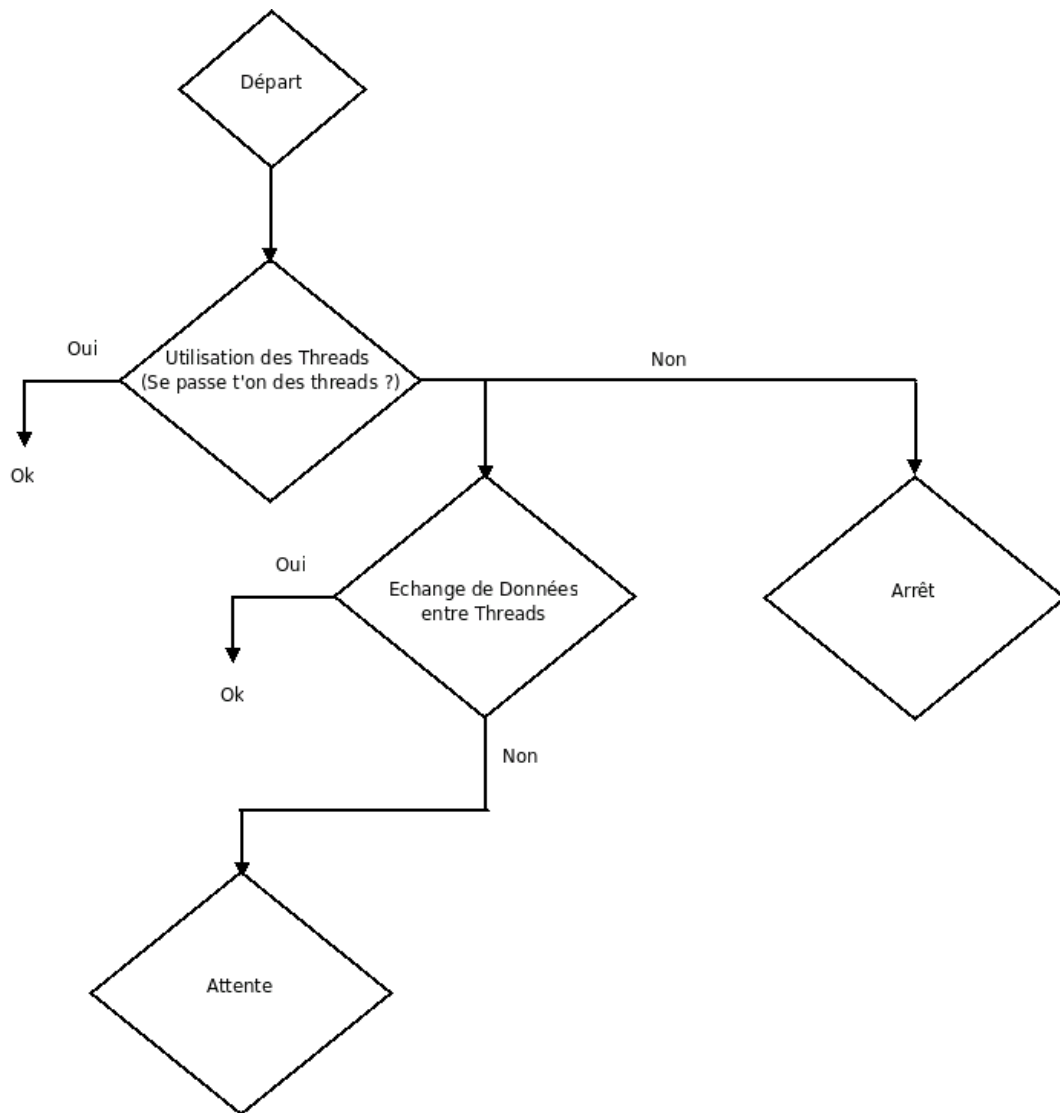 Départ
Oui
Utilisation des Threads
(Se passe t'on des threads ?)
Non
Ok
Oui
Echange de Données
entre Threads
Arrêt
Ok
Non
Attente